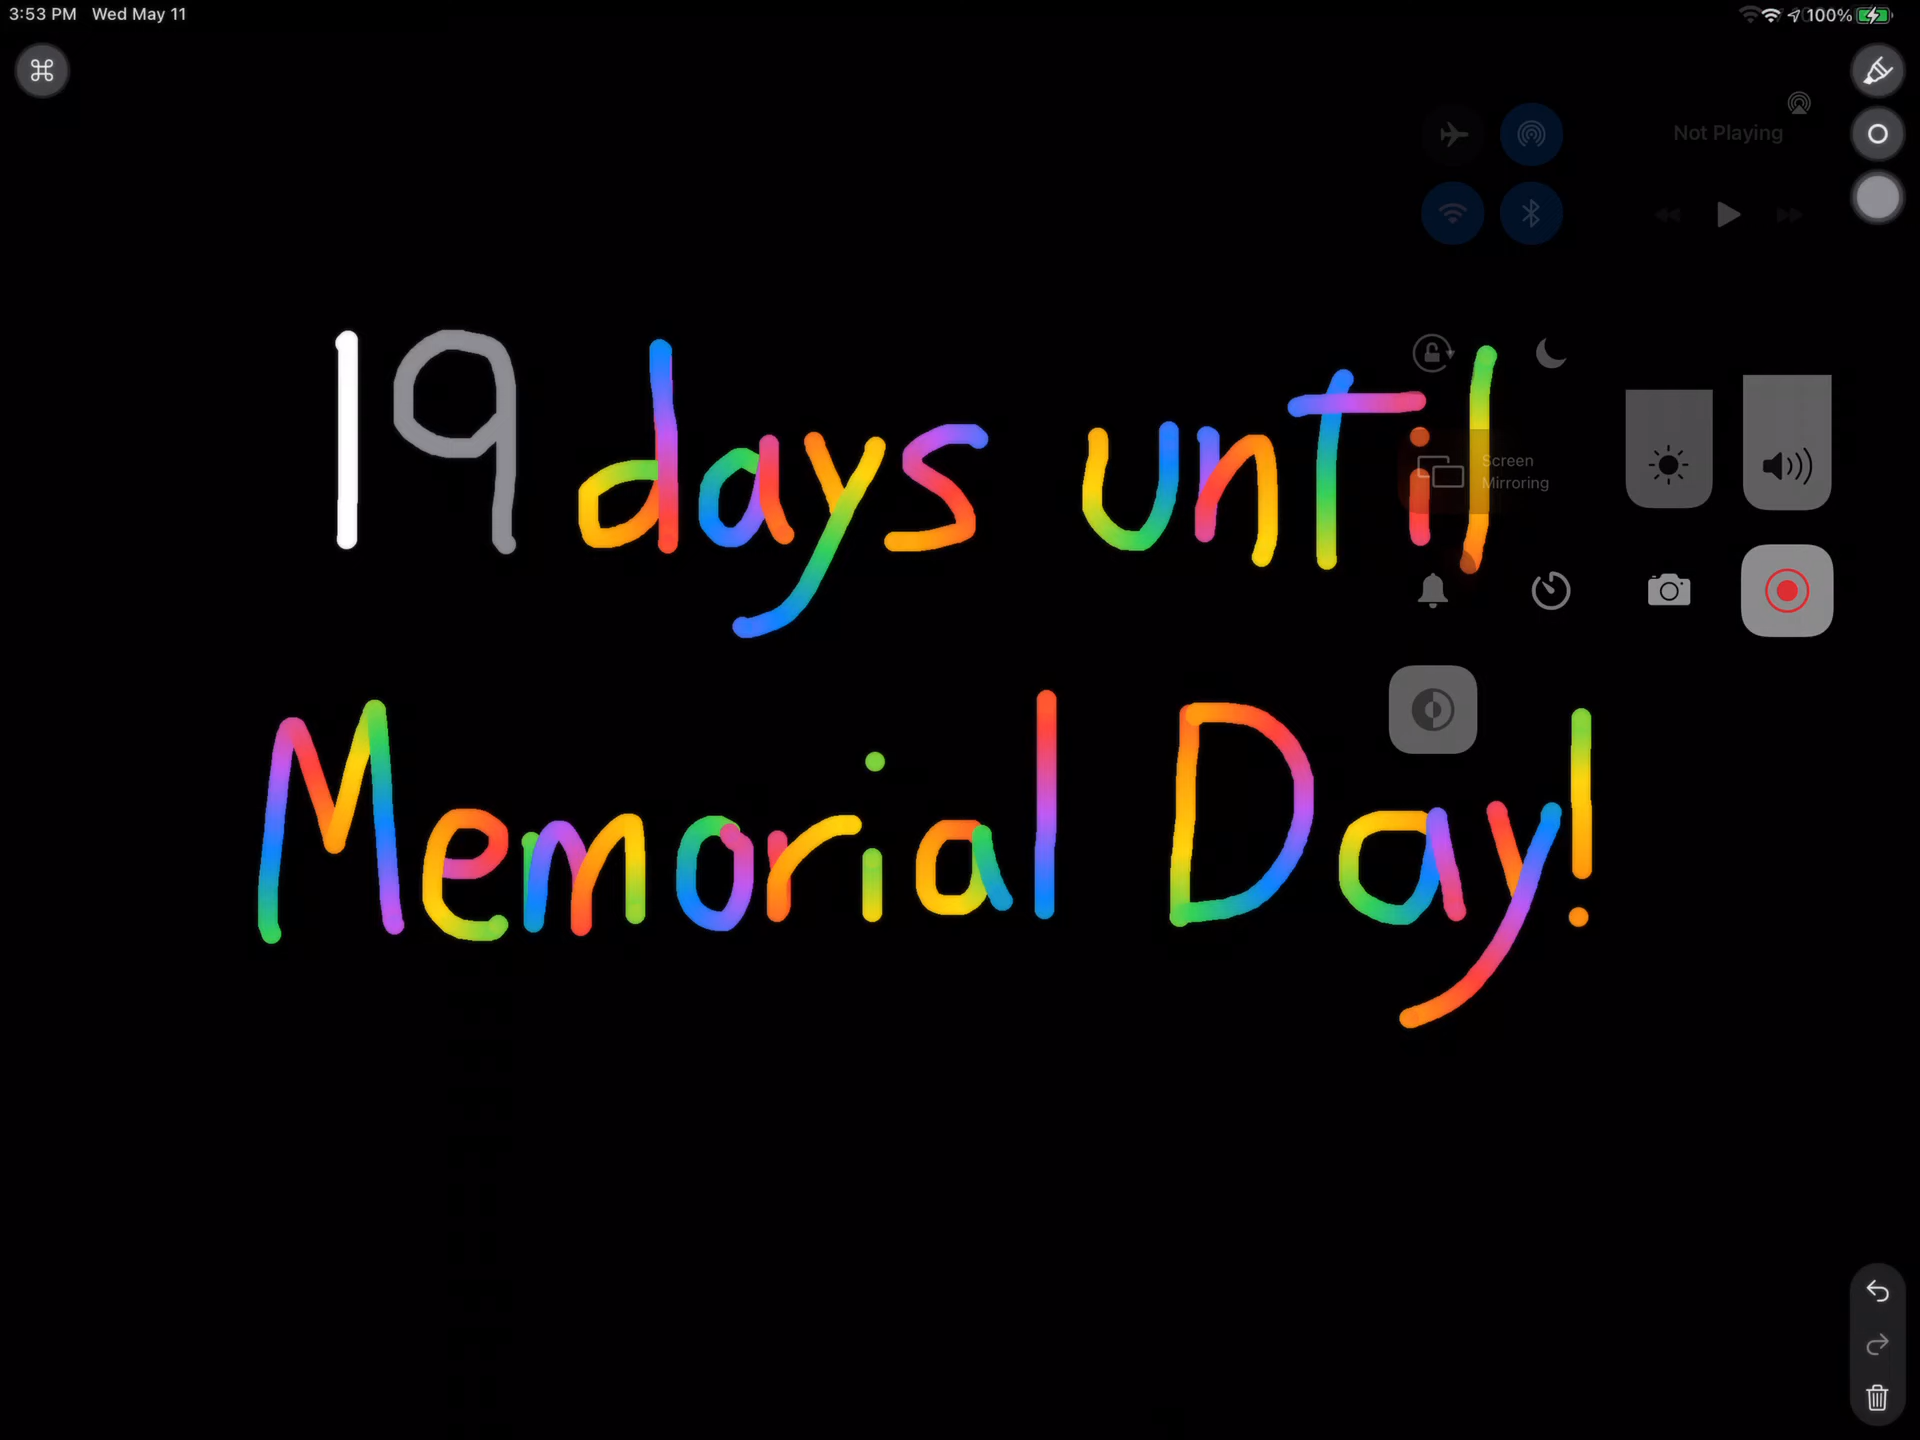 3:53 PM Wed May 11
100%
Not Playing
19 days until
Screen
Mirroring
Memorial Day!